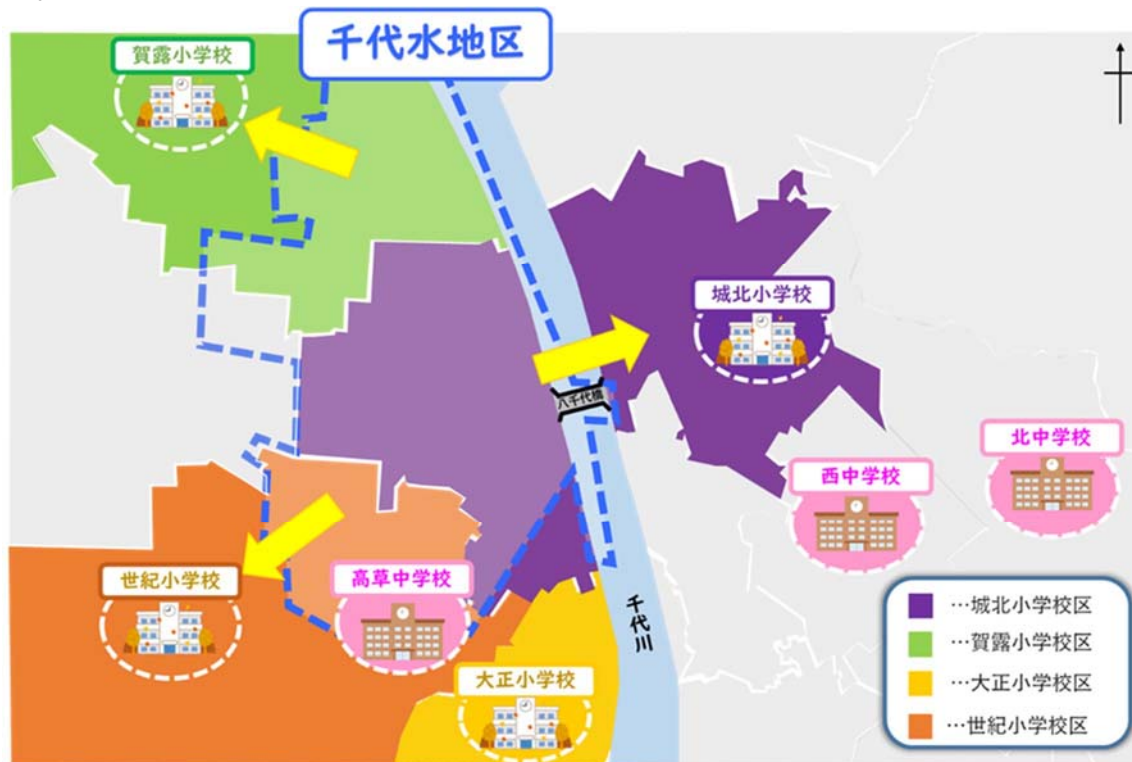 千代水地区
賀露小学校
城北小学校
八千代橋
北中学校
西中学校
世紀小学校
高草中学校
千代川
大正小学校
…城北小学校区
…賀露小学校区
…大正小学校区
…世紀小学校区